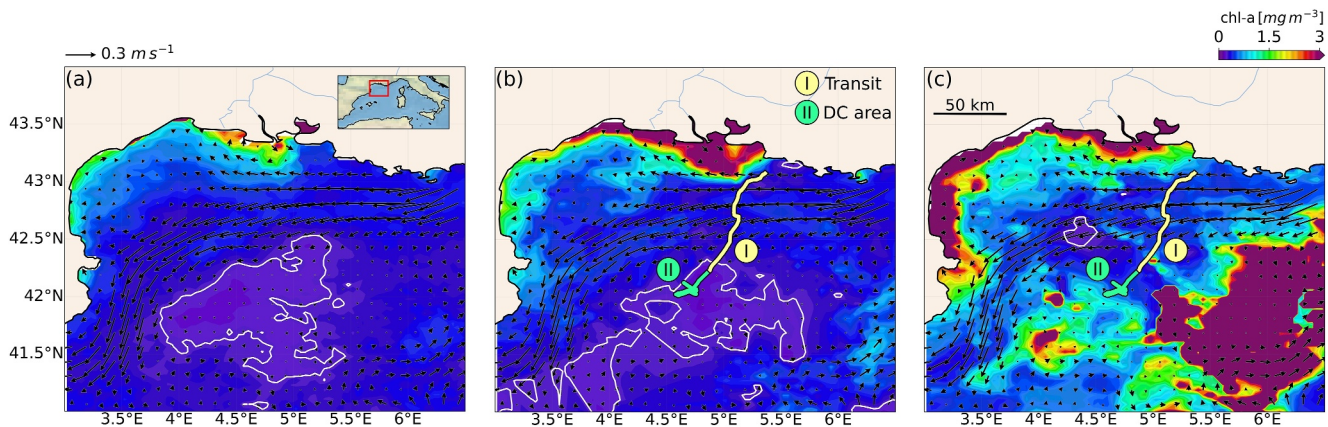 chl-a [mg m⁻³]
0 1.5 3
0.3 m s⁻¹
(a) (b) (c)
I Transit
II DC area
50 km
43.5°N
43°N
42.5°N
42°N
41.5°N
I
II
I
II
3.5°E 4°E 4.5°E 5°E 5.5°E 6°E
3.5°E 4°E 4.5°E 5°E 5.5°E 6°E
3.5°E 4°E 4.5°E 5°E 5.5°E 6°E